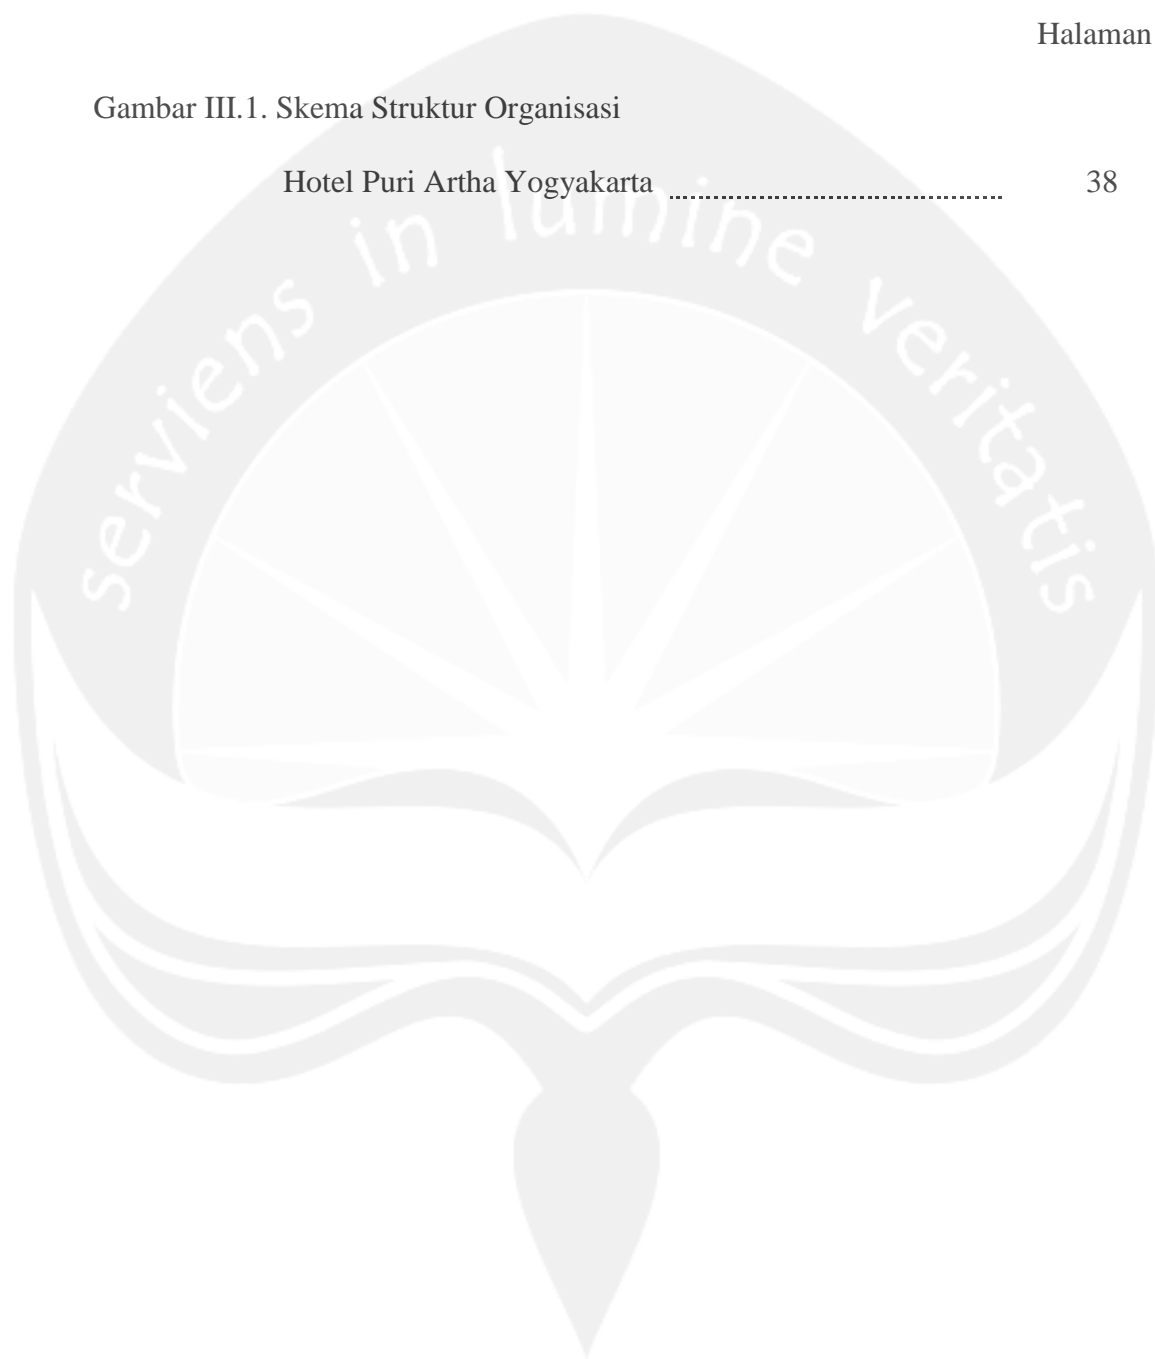 Halaman
Gambar III.1. Skema Struktur Organisasi
Hotel Puri Artha Yogyakarta ............................................. 38
serviens in lumine veritatis